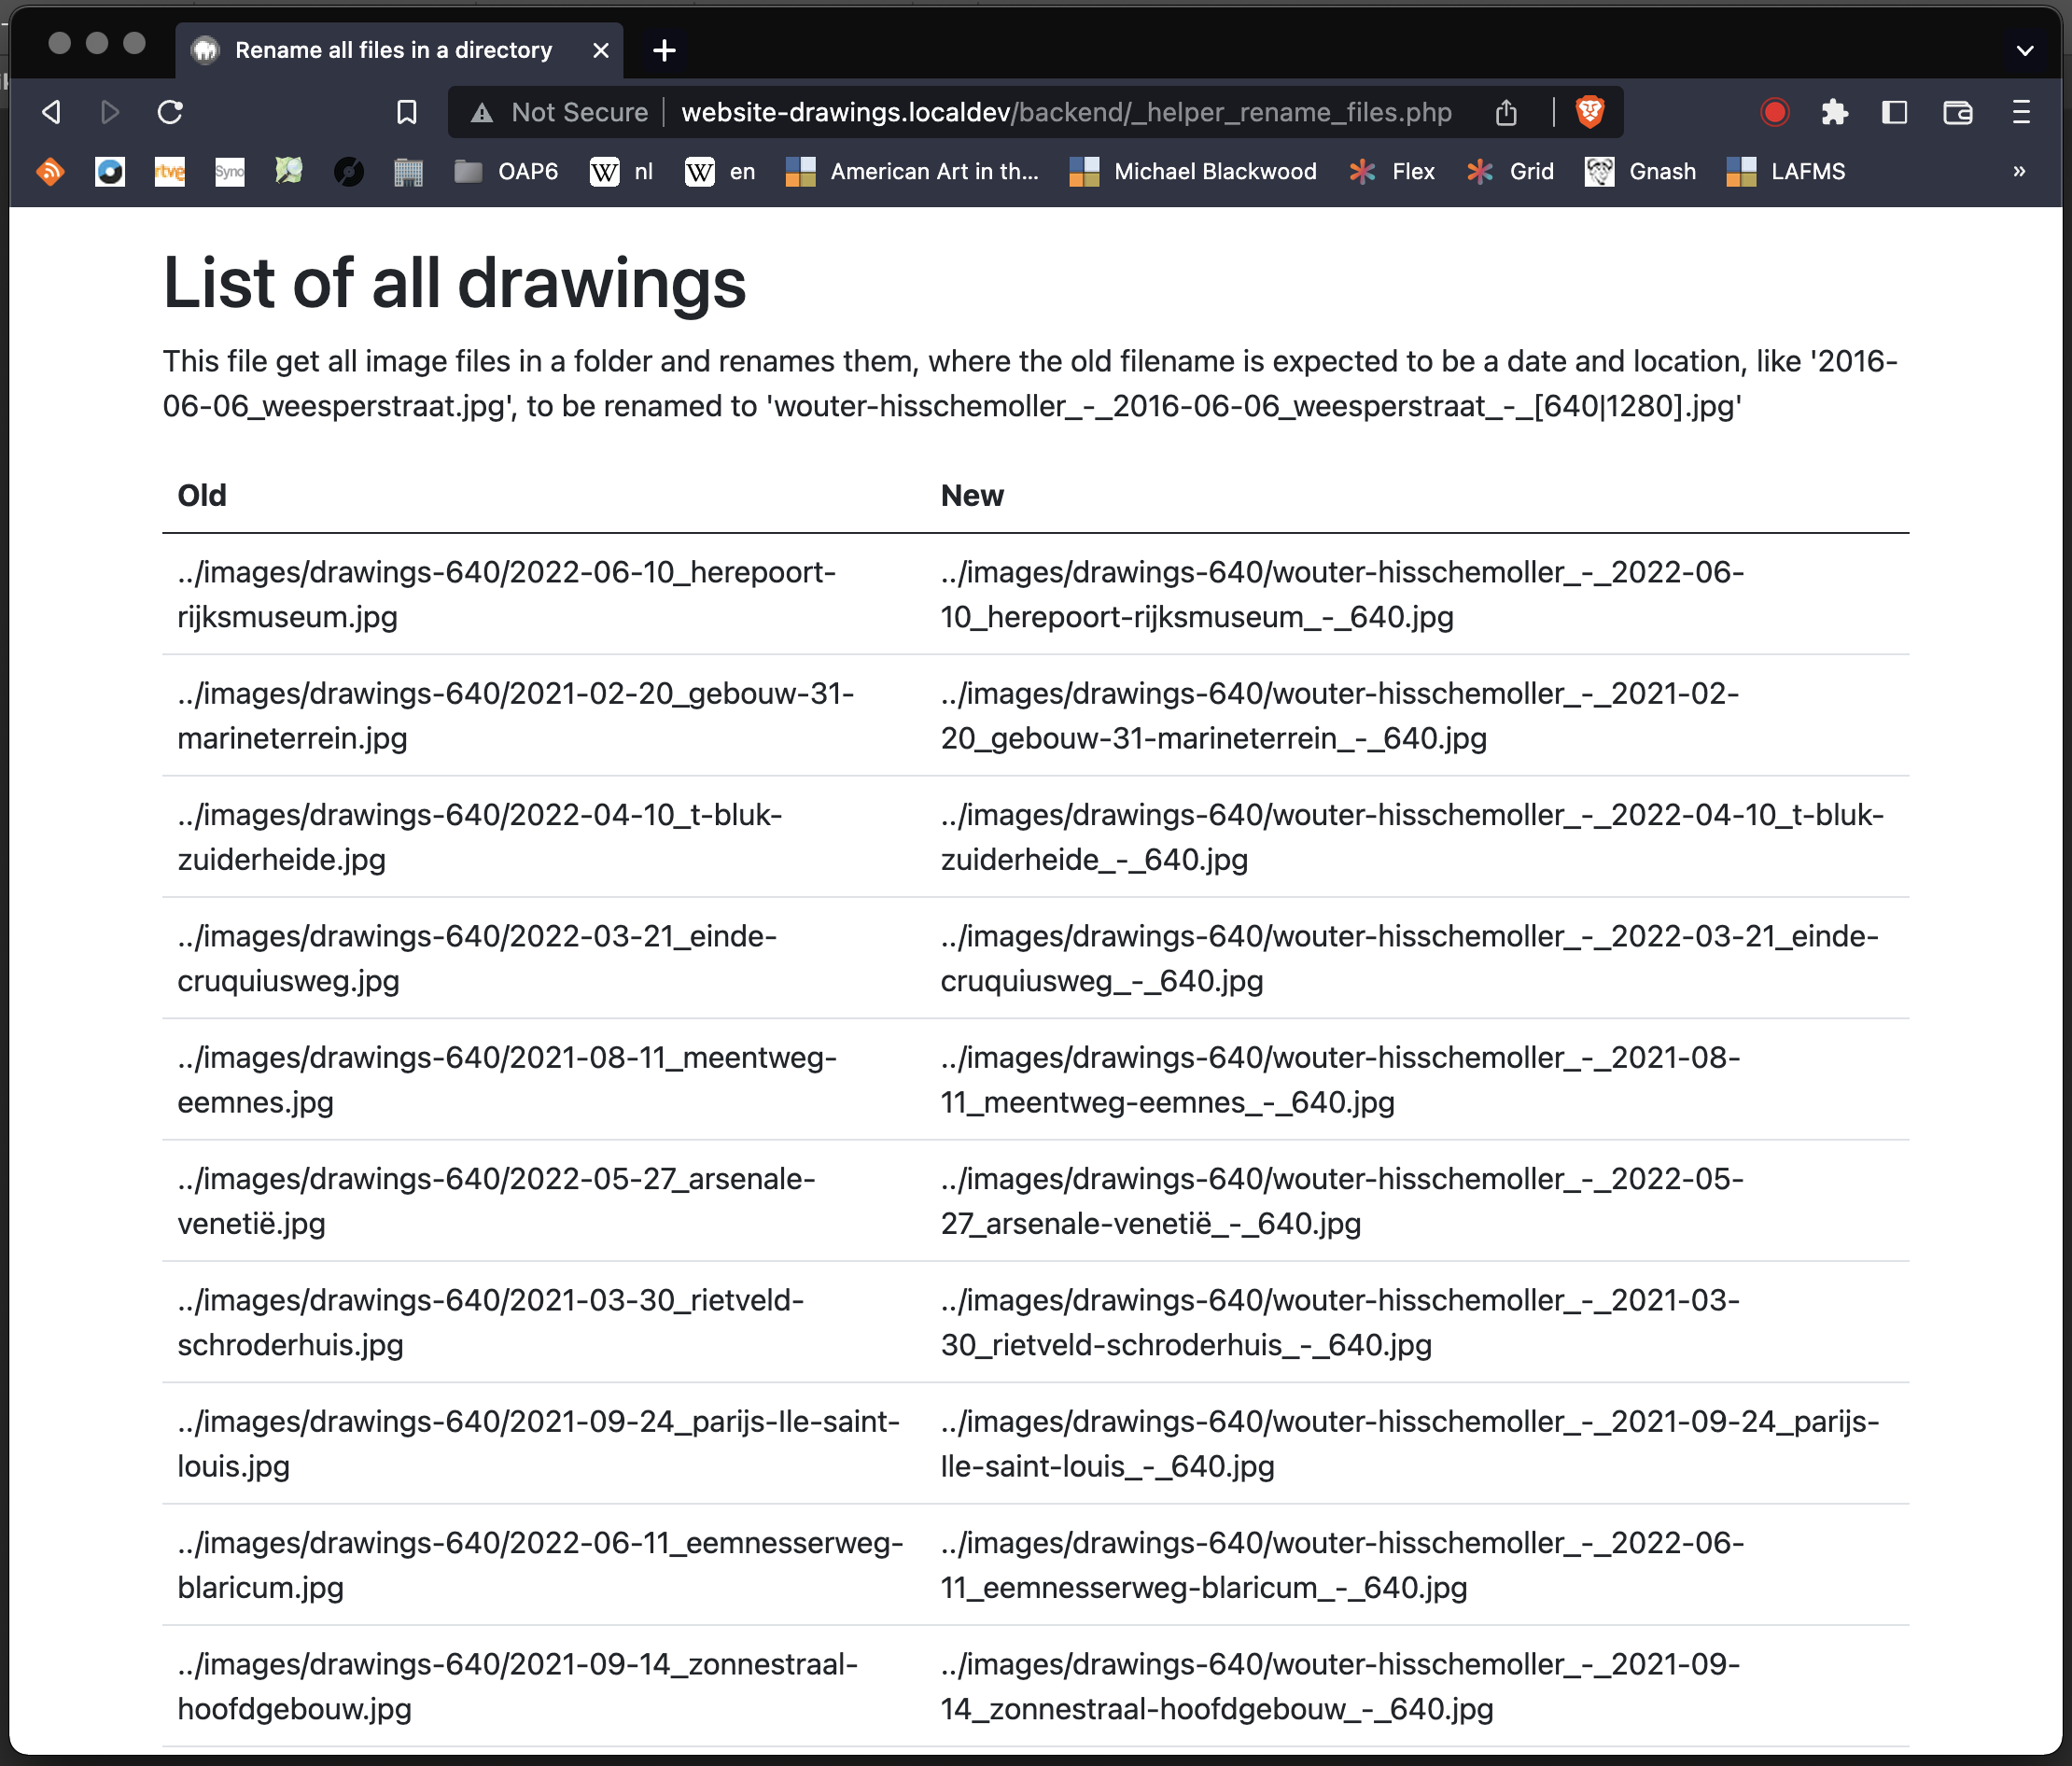 Rename all files in a directory
Not Secure website-drawings.localdev/backend/_helper_rename_files.php
rtve Syno OAP6 W nl W en American Art in th... Michael Blackwood Flex Grid Gnash LAFMS »
List of all drawings
This file get all image files in a folder and renames them, where the old filename is expected to be a date and location, like '2016-
06-06_weesperstraat.jpg', to be renamed to 'wouter-hisschemoller_-_2016-06-06_weesperstraat_-_[640|1280].jpg'
Old New
../images/drawings-640/2022-06-10_herepoort- ../images/drawings-640/wouter-hisschemoller_-_2022-06-
rijksmuseum.jpg 10_herepoort-rijksmuseum_-_640.jpg
../images/drawings-640/2021-02-20_gebouw-31- ../images/drawings-640/wouter-hisschemoller_-_2021-02-
marineterrein.jpg 20_gebouw-31-marineterrein_-_640.jpg
../images/drawings-640/2022-04-10_t-bluk- ../images/drawings-640/wouter-hisschemoller_-_2022-04-10_t-bluk-
zuiderheide.jpg zuiderheide_-_640.jpg
../images/drawings-640/2022-03-21_einde- ../images/drawings-640/wouter-hisschemoller_-_2022-03-21_einde-
cruquiusweg.jpg cruquiusweg_-_640.jpg
../images/drawings-640/2021-08-11_meentweg- ../images/drawings-640/wouter-hisschemoller_-_2021-08-
eemnes.jpg 11_meentweg-eemnes_-_640.jpg
../images/drawings-640/2022-05-27_arsenale- ../images/drawings-640/wouter-hisschemoller_-_2022-05-
venetië.jpg 27_arsenale-venetië_-_640.jpg
../images/drawings-640/2021-03-30_rietveld- ../images/drawings-640/wouter-hisschemoller_-_2021-03-
schroderhuis.jpg 30_rietveld-schroderhuis_-_640.jpg
../images/drawings-640/2021-09-24_parijs-Ile-saint- ../images/drawings-640/wouter-hisschemoller_-_2021-09-24_parijs-
louis.jpg Ile-saint-louis_-_640.jpg
../images/drawings-640/2022-06-11_eemnesserweg- ../images/drawings-640/wouter-hisschemoller_-_2022-06-
blaricum.jpg 11_eemnesserweg-blaricum_-_640.jpg
../images/drawings-640/2021-09-14_zonnestraal- ../images/drawings-640/wouter-hisschemoller_-_2021-09-
hoofdgebouw.jpg 14_zonnestraal-hoofdgebouw_-_640.jpg